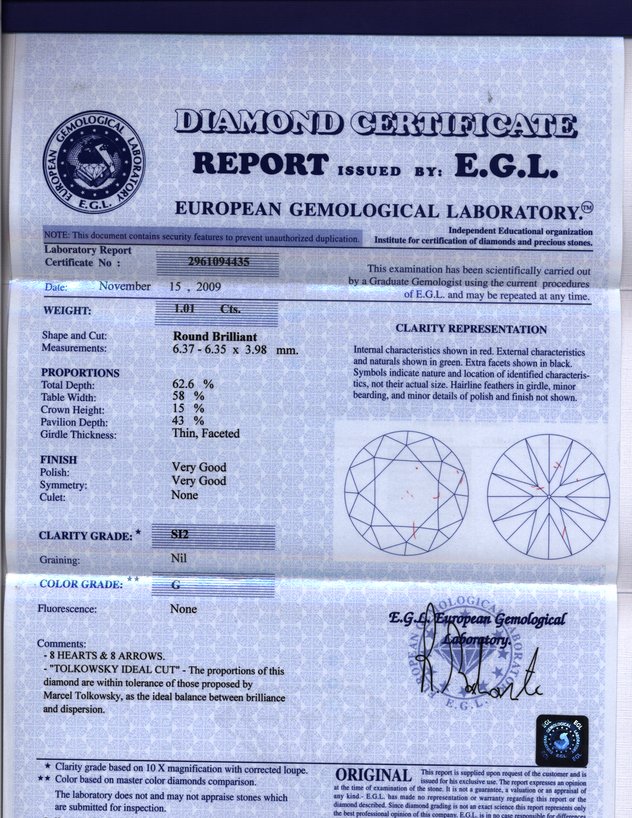 EUROPEAN GEMOLOGICAL LABORATORY
E.G.L.
DIAMOND CERTIFICATE
REPORT ISSUED BY: E.G.L.
EUROPEAN GEMOLOGICAL LABORATORY.™
NOTE: This document contains security features to prevent unauthorized duplication.
Independent Educational organization
Institute for certification of diamonds and precious stones.
Laboratory Report
Certificate No : 2961094435
This examination has been scientifically carried out
by a Graduate Gemologist using the current procedures
of E.G.L. and may be repeated at any time.
Date: November 15 , 2009
WEIGHT: 1.01 Cts.
Shape and Cut: Round Brilliant
Measurements: 6.37 - 6.35 x 3.98 mm.
CLARITY REPRESENTATION
Internal characteristics shown in red. External characteristics
and naturals shown in green. Extra facets shown in black.
Symbols indicate nature and location of identified characteris-
tics, not their actual size. Hairline feathers in girdle, minor
bearding, and minor details of polish and finish not shown.
PROPORTIONS
Total Depth: 62.6 %
Table Width: 58 %
Crown Height: 15 %
Pavilion Depth: 43 %
Girdle Thickness: Thin, Faceted
FINISH
Polish: Very Good
Symmetry: Very Good
Culet: None
CLARITY GRADE: * SI2
Graining: Nil
COLOR GRADE: ** G
Fluorescence: None
E.G.L. European Gemological
Laboratory.
Comments:
- 8 HEARTS & 8 ARROWS.
- "TOLKOWSKY IDEAL CUT" - The proportions of this
diamond are within tolerance of those proposed by
Marcel Tolkowsky, as the ideal balance between brilliance
and dispersion.
EGL
★ Clarity grade based on 10 X magnification with corrected loupe.
★★ Color based on master color diamonds comparison.
The laboratory does not and may not appraise stones which
are submitted for inspection.
ORIGINAL This report is supplied upon request of the customer and is
issued for his exclusive use. The report expresses an opinion
at the time of examination of the stone. It is not a guarantee, a valuation or an appraisal of
any kind.- E.G.L. has made no representation or warranty regarding this report or the
diamond described. Since diamond grading is not an exact science this report represents only
the best professional opinion of this company. E.G.L. is in no case responsible for differences